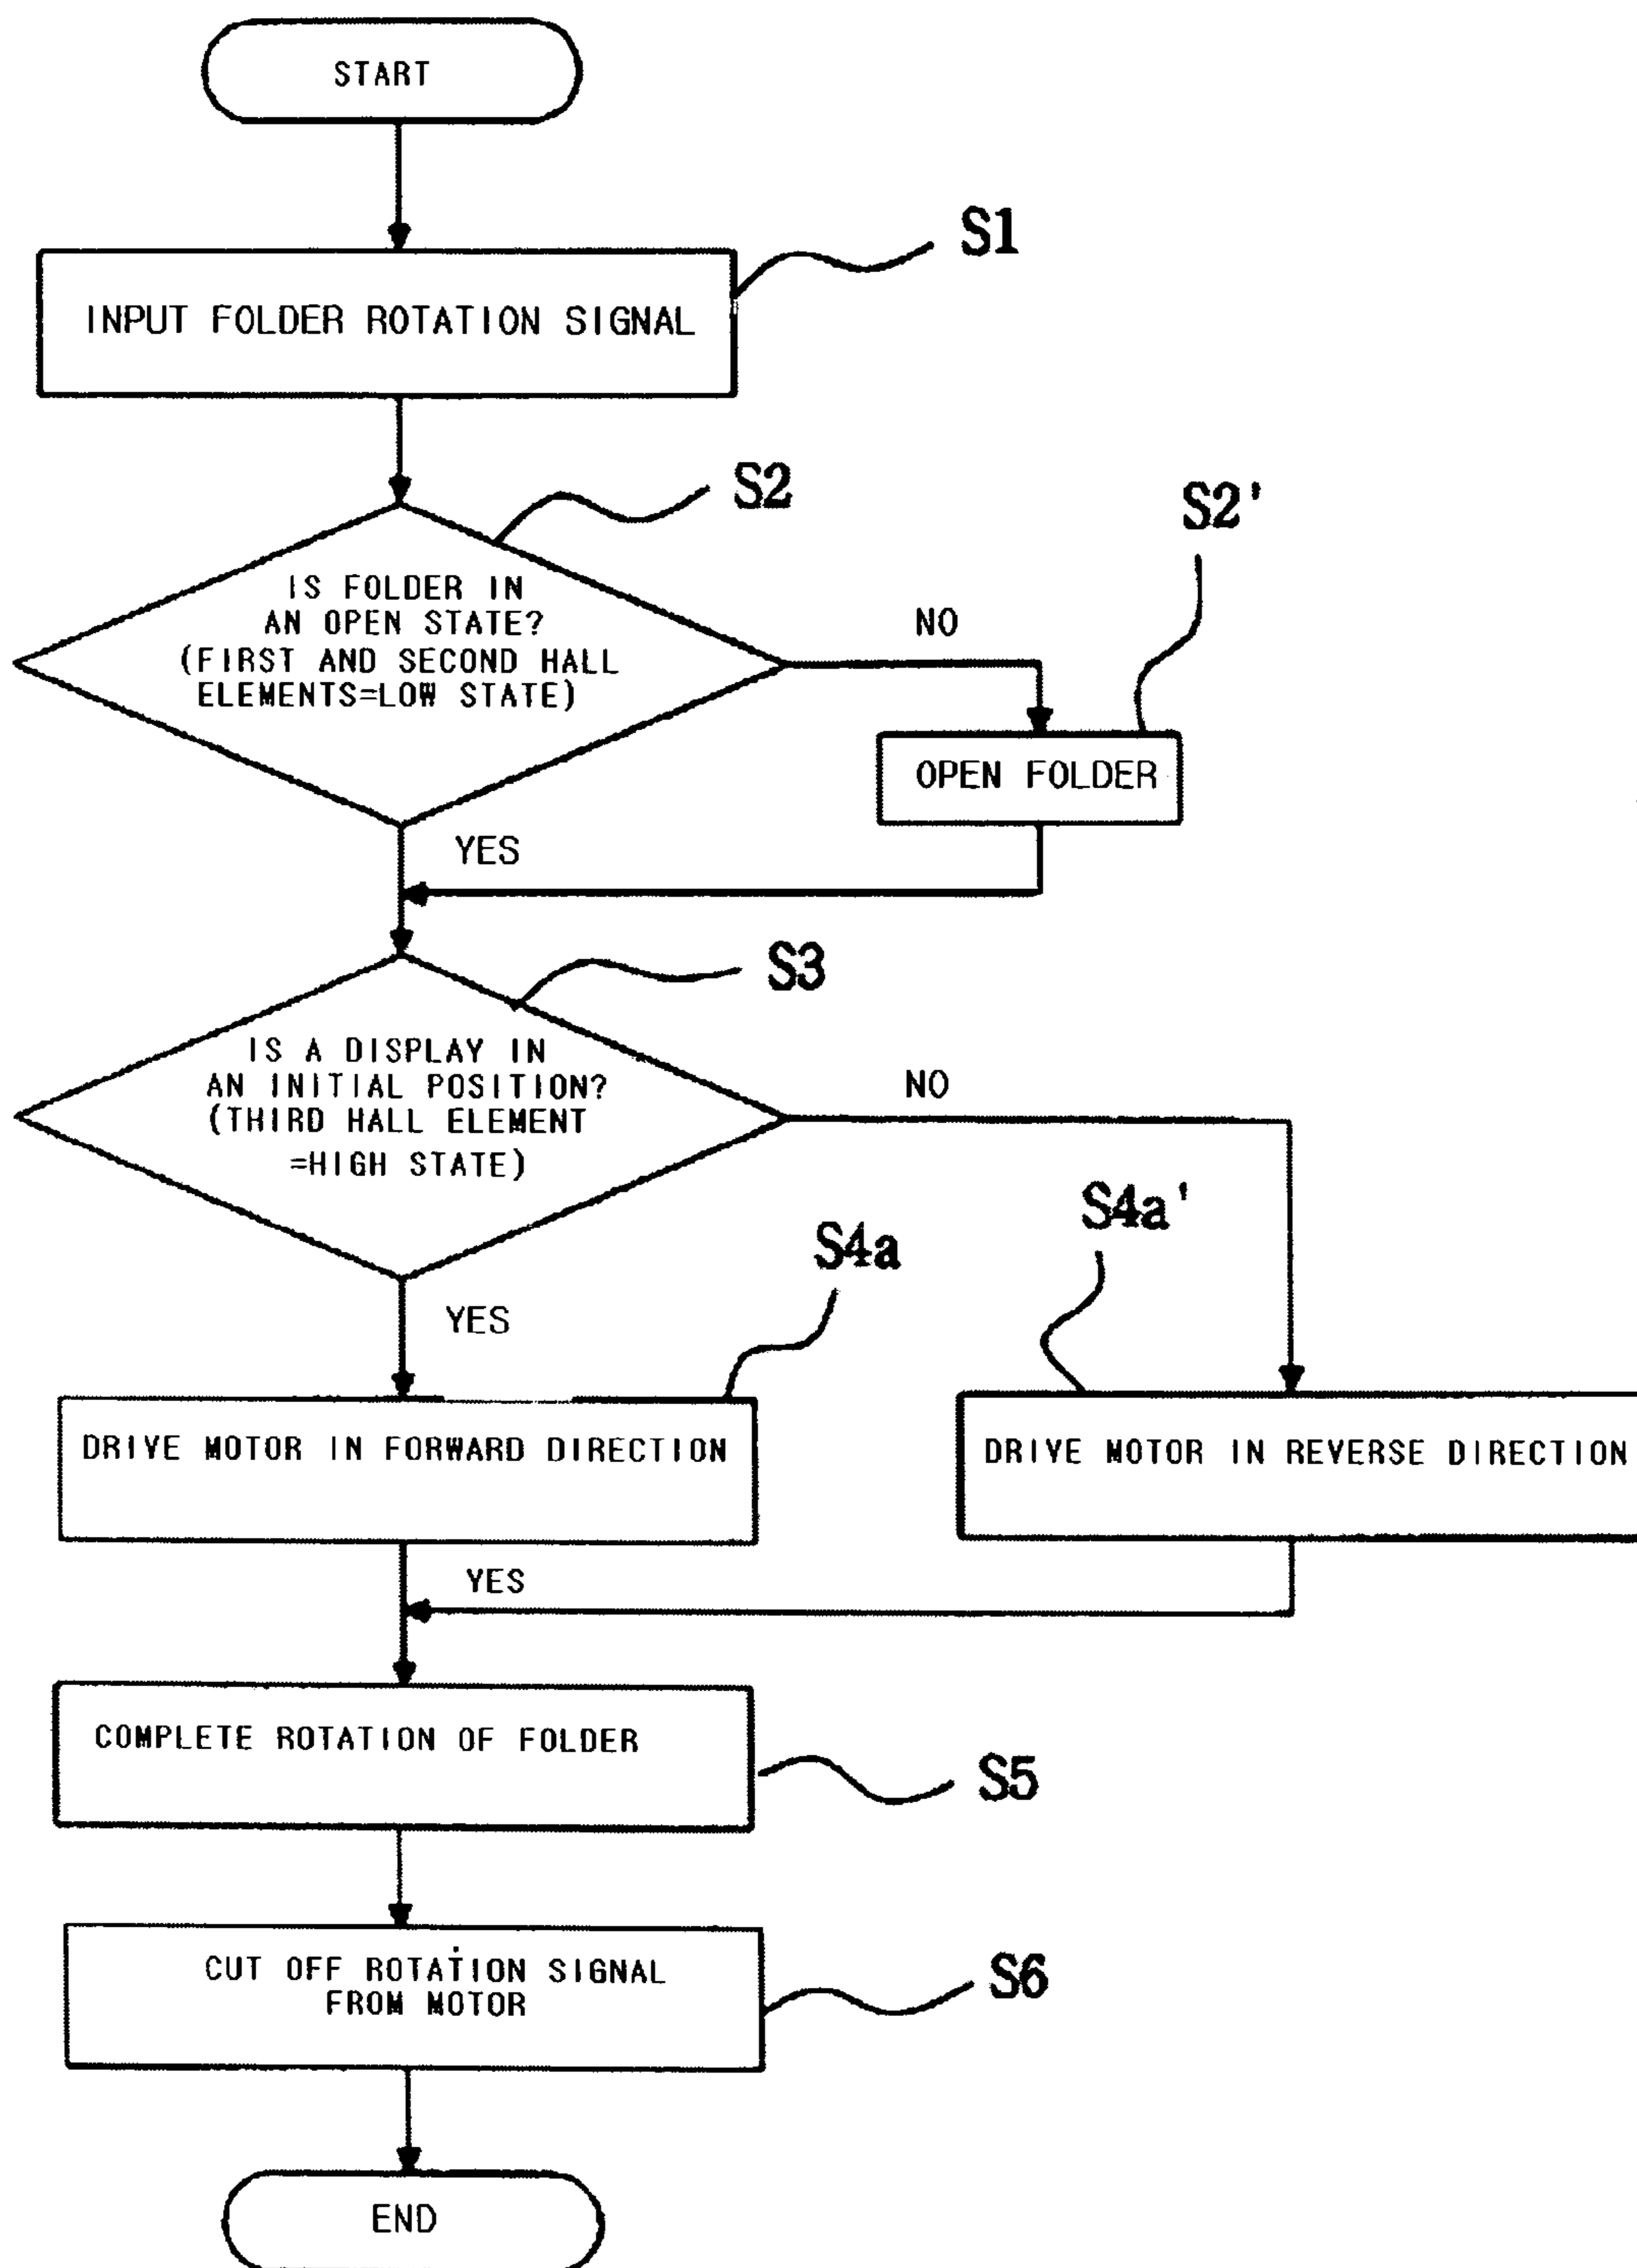 START
S1
INPUT FOLDER ROTATION SIGNAL
S2
S2'
IS FOLDER IN
AN OPEN STATE?
(FIRST AND SECOND HALL
ELEMENTS=LOW STATE)
NO
OPEN FOLDER
YES
S3
IS A DISPLAY IN
AN INITIAL POSITION?
(THIRD HALL ELEMENT
=HIGH STATE)
NO
S4a'
S4a
YES
DRIVE MOTOR IN FORWARD DIRECTION
DRIVE MOTOR IN REVERSE DIRECTION
YES
COMPLETE ROTATION OF FOLDER
S5
CUT OFF ROTATION SIGNAL
FROM MOTOR
S6
END